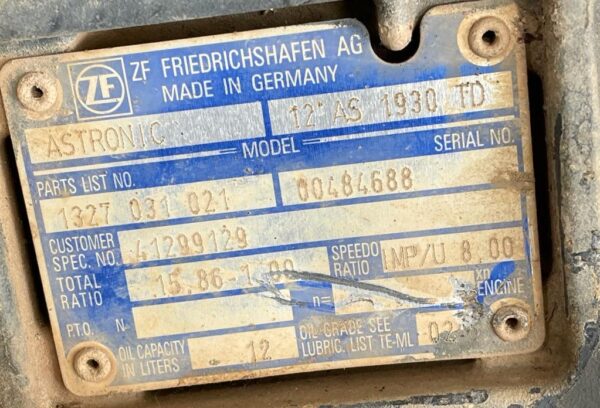 ZF
ZF FRIEDRICHSHAFEN AG
MADE IN GERMANY
ASTRONIC 12 AS 1930 TD
MODEL
PARTS LIST NO. SERIAL NO.
1327 031 021 00484688
CUSTOMER SPEC. NO. 41299129
TOTAL RATIO 15.86-1.00 SPEEDO RATIO IMP/U 8.00
n= ENGINE
P.T.O. N
OIL CAPACITY IN LITERS 12 OIL GRADE SEE LUBRIC. LIST TE-ML 02